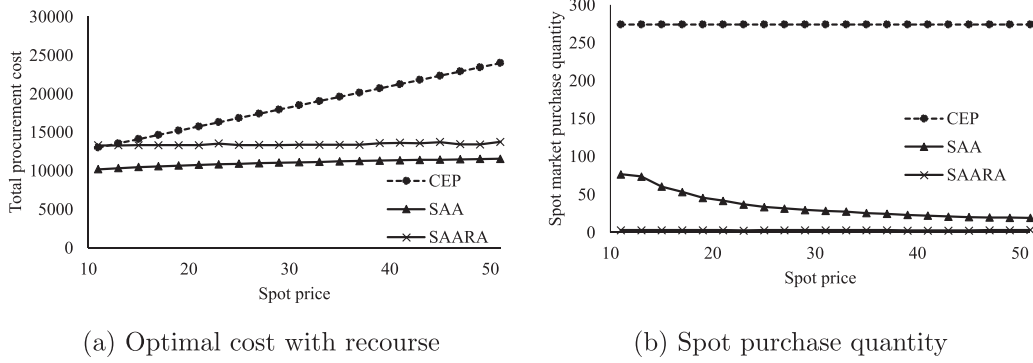 Total procurement cost
30000
25000
20000
15000
10000
5000
0
CEP
SAA
SAARA
10 20 30 40 50
Spot price
(a) Optimal cost with recourse
Spot market purchase quantity
300
250
200
150
100
50
0
CEP
SAA
SAARA
10 20 30 40 50
Spot price
(b) Spot purchase quantity